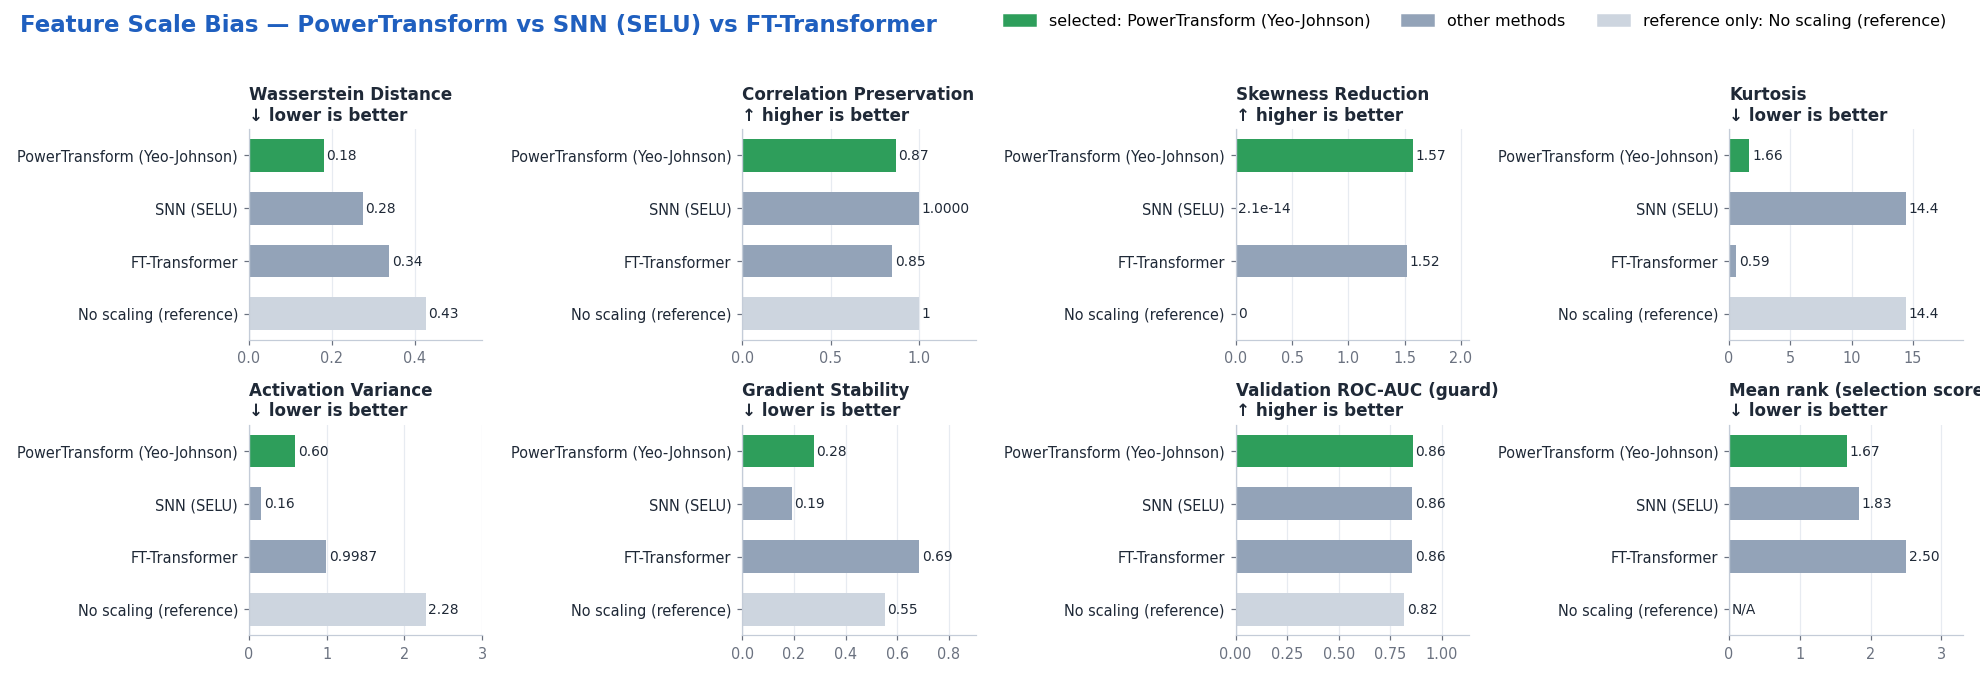 Feature Scale Bias — PowerTransform vs SNN (SELU) vs FT-Transformer
selected: PowerTransform (Yeo-Johnson)
other methods
reference only: No scaling (reference)
Wasserstein Distance
↓ lower is better
PowerTransform (Yeo-Johnson)
0.18
SNN (SELU)
0.28
FT-Transformer
0.34
No scaling (reference)
0.43
0.0 0.2 0.4
Correlation Preservation
↑ higher is better
PowerTransform (Yeo-Johnson)
0.87
SNN (SELU)
1.0000
FT-Transformer
0.85
No scaling (reference)
1
0.0 0.5 1.0
Skewness Reduction
↑ higher is better
PowerTransform (Yeo-Johnson)
1.57
SNN (SELU)
2.1e-14
FT-Transformer
1.52
No scaling (reference)
0
0.0 0.5 1.0 1.5 2.0
Kurtosis
↓ lower is better
PowerTransform (Yeo-Johnson)
1.66
SNN (SELU)
14.4
FT-Transformer
0.59
No scaling (reference)
14.4
0 5 10 15
Activation Variance
↓ lower is better
PowerTransform (Yeo-Johnson)
0.60
SNN (SELU)
0.16
FT-Transformer
0.9987
No scaling (reference)
2.28
0 1 2 3
Gradient Stability
↓ lower is better
PowerTransform (Yeo-Johnson)
0.28
SNN (SELU)
0.19
FT-Transformer
0.69
No scaling (reference)
0.55
0.0 0.2 0.4 0.6 0.8
Validation ROC-AUC (guard)
↑ higher is better
PowerTransform (Yeo-Johnson)
0.86
SNN (SELU)
0.86
FT-Transformer
0.86
No scaling (reference)
0.82
0.00 0.25 0.50 0.75 1.00
Mean rank (selection score
↓ lower is better
PowerTransform (Yeo-Johnson)
1.67
SNN (SELU)
1.83
FT-Transformer
2.50
No scaling (reference)
N/A
0 1 2 3